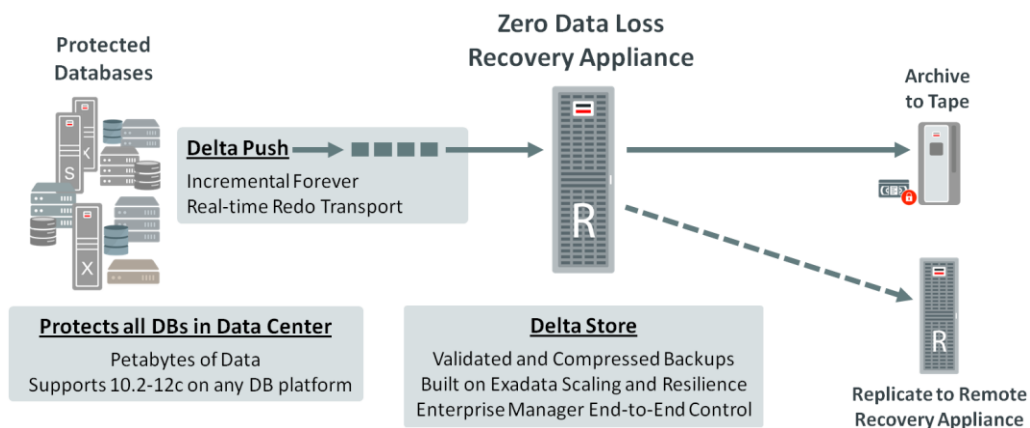 Zero Data Loss
Recovery Appliance
Protected
Databases
Archive
to Tape
Delta Push
Incremental Forever
Real-time Redo Transport
K
S
X
R
R
Protects all DBs in Data Center
Petabytes of Data
Supports 10.2-12c on any DB platform
Delta Store
Validated and Compressed Backups
Built on Exadata Scaling and Resilience
Enterprise Manager End-to-End Control
Replicate to Remote
Recovery Appliance